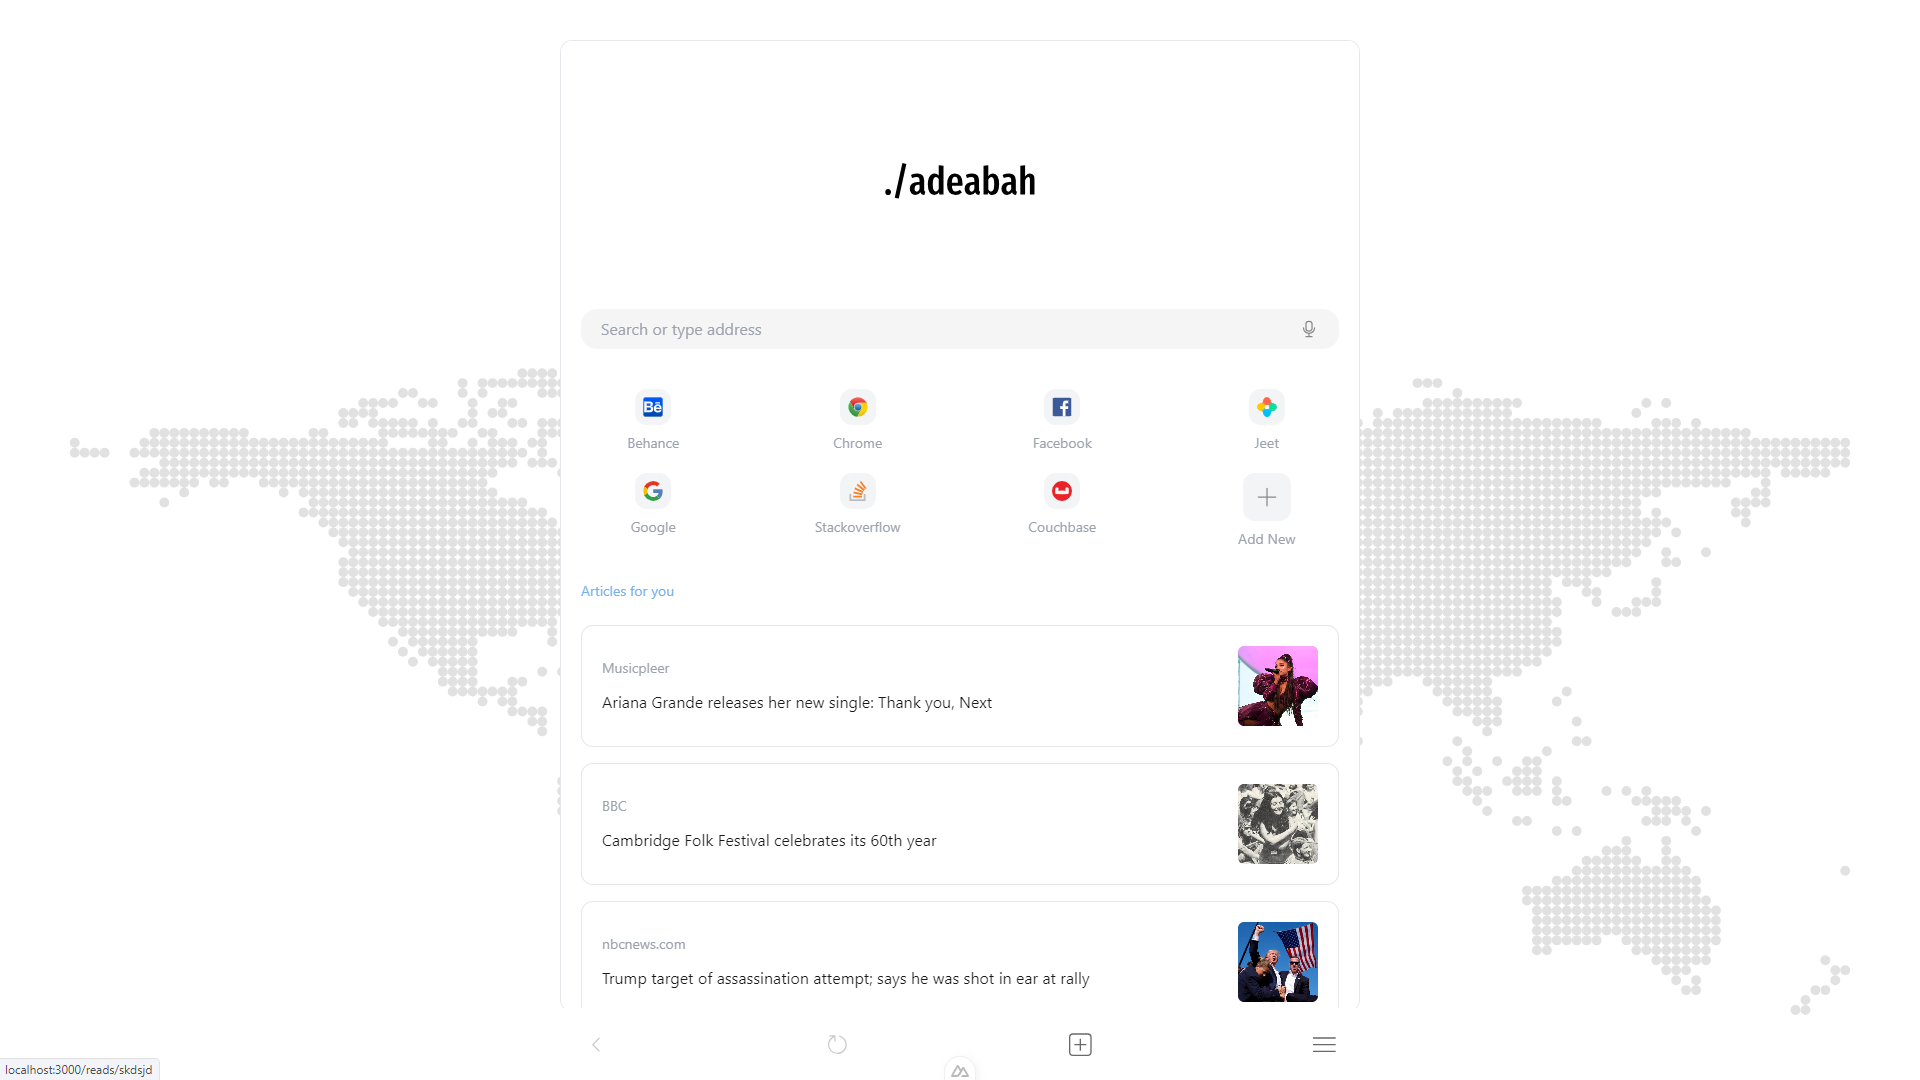 ./adeabah
Search or type address
Behance
Chrome
Facebook
Jeet
Google
Stackoverflow
Couchbase
Add New
Articles for you
Musicpleer
Ariana Grande releases her new single: Thank you, Next
BBC
Cambridge Folk Festival celebrates its 60th year
nbcnews.com
Trump target of assassination attempt; says he was shot in ear at rally
localhost:3000/reads/skdsjd